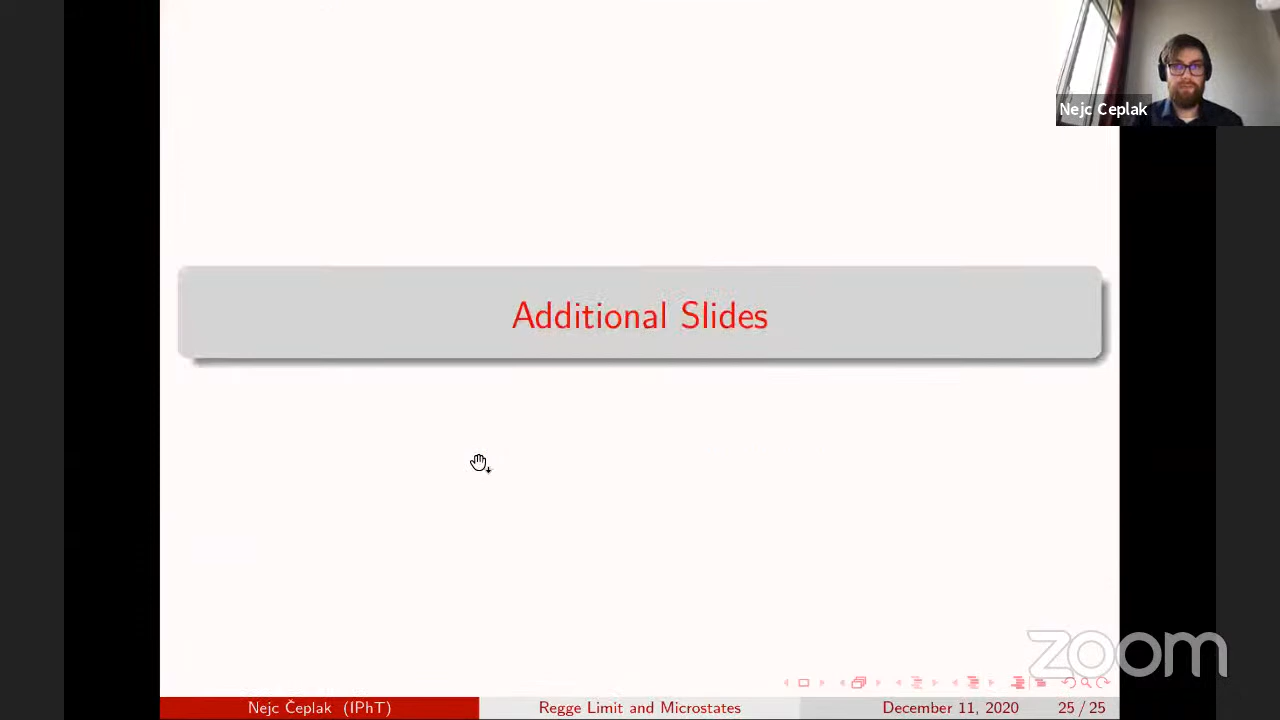 Nejc Ceplak
Additional Slides
zoom
Nejc Čeplak (IPhT)
Regge Limit and Microstates
December 11, 2020
25 / 25